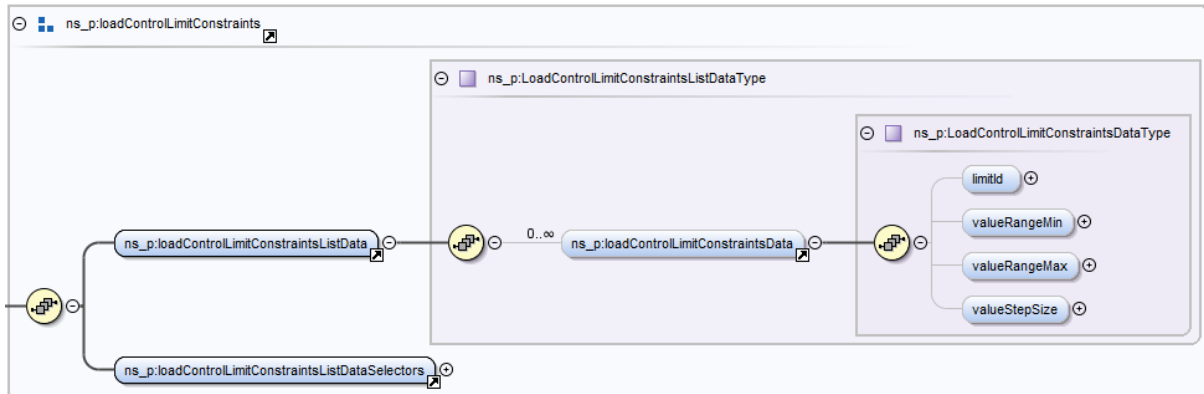 ns_p:loadControlLimitConstraints
ns_p:LoadControlLimitConstraintsListDataType
ns_p:LoadControlLimitConstraintsDataType
limitId
valueRangeMin
ns_p:loadControlLimitConstraintsListData
0..∞
ns_p:loadControlLimitConstraintsData
valueRangeMax
valueStepSize
ns_p:loadControlLimitConstraintsListDataSelectors